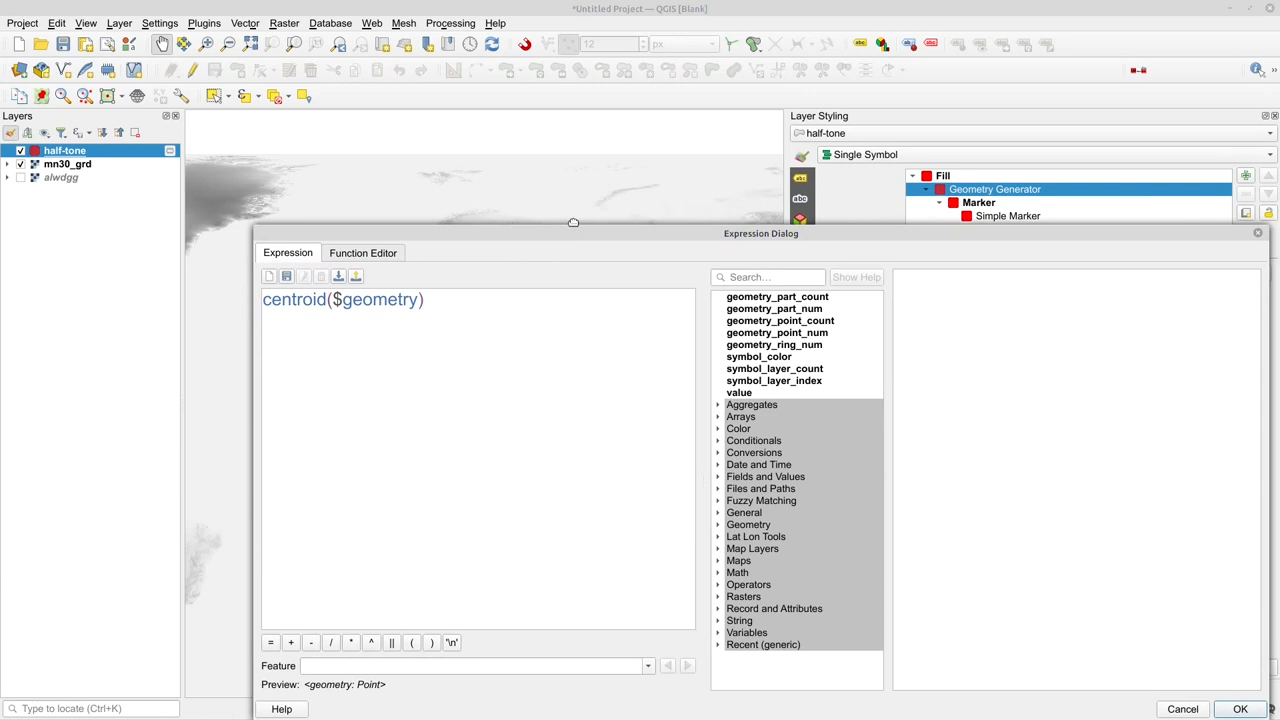 *Untitled Project — QGIS [Blank]
Project Edit View Layer Settings Plugins Vector Raster Database Web Mesh Processing Help
12 px
Layers
half-tone
mn30_grd
alwdgg
Layer Styling
half-tone
Single Symbol
Fill
Geometry Generator
Marker
Simple Marker
Expression Dialog
Expression Function Editor
Search… Show Help
centroid($geometry)
geometry_part_count
geometry_part_num
geometry_point_count
geometry_point_num
geometry_ring_num
symbol_color
symbol_layer_count
symbol_layer_index
value
Aggregates
Arrays
Color
Conditionals
Conversions
Date and Time
Fields and Values
Files and Paths
Fuzzy Matching
General
Geometry
Lat Lon Tools
Map Layers
Maps
Math
Operators
Rasters
Record and Attributes
String
Variables
Recent (generic)
= + - / * ^ || ( ) '\n'
Feature
Preview: <geometry: Point>
Help Cancel OK
Type to locate (Ctrl+K)